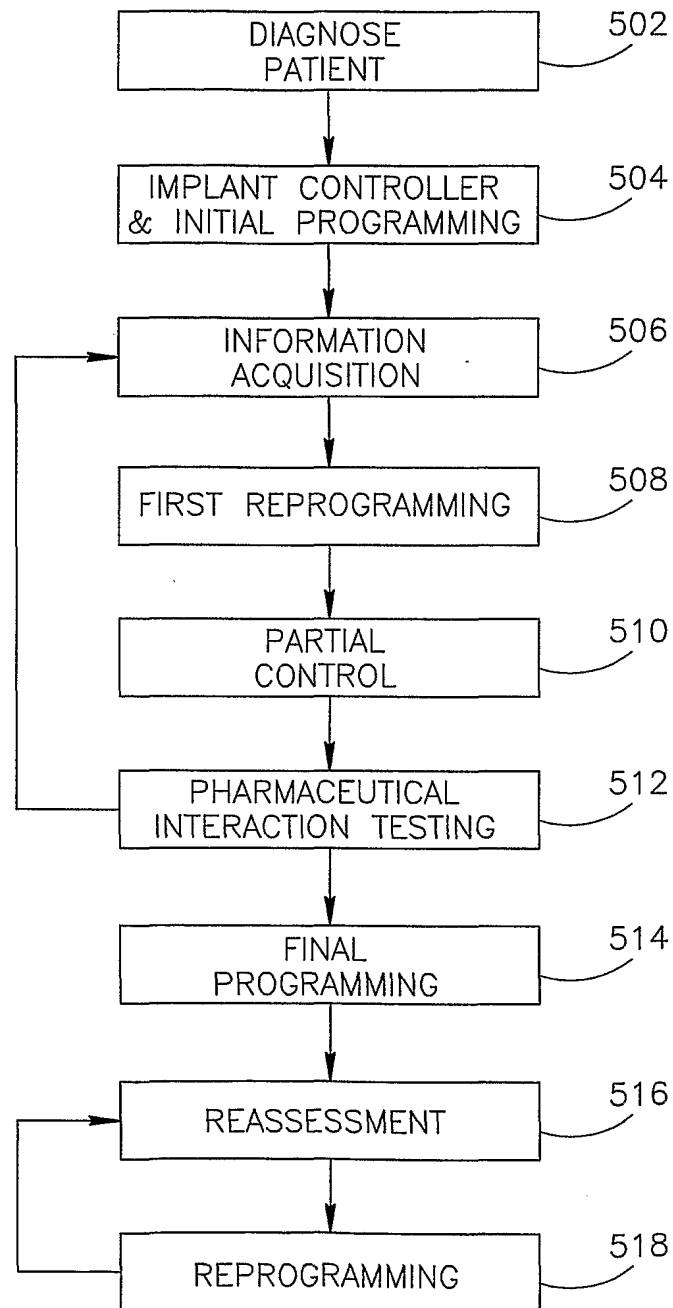 DIAGNOSE
PATIENT
502
IMPLANT CONTROLLER
& INITIAL PROGRAMMING
504
INFORMATION
ACQUISITION
506
FIRST REPROGRAMMING
508
PARTIAL
CONTROL
510
PHARMACEUTICAL
INTERACTION TESTING
512
FINAL
PROGRAMMING
514
REASSESSMENT
516
REPROGRAMMING
518